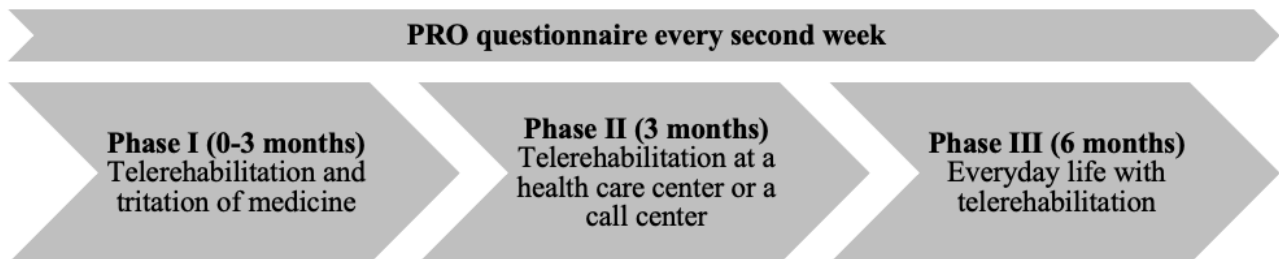 PRO questionnaire every second week
Phase I (0-3 months)
Telerehabilitation and
tritation of medicine
Phase II (3 months)
Telerehabilitation at a
health care center or a
call center
Phase III (6 months)
Everyday life with
telerehabilitation